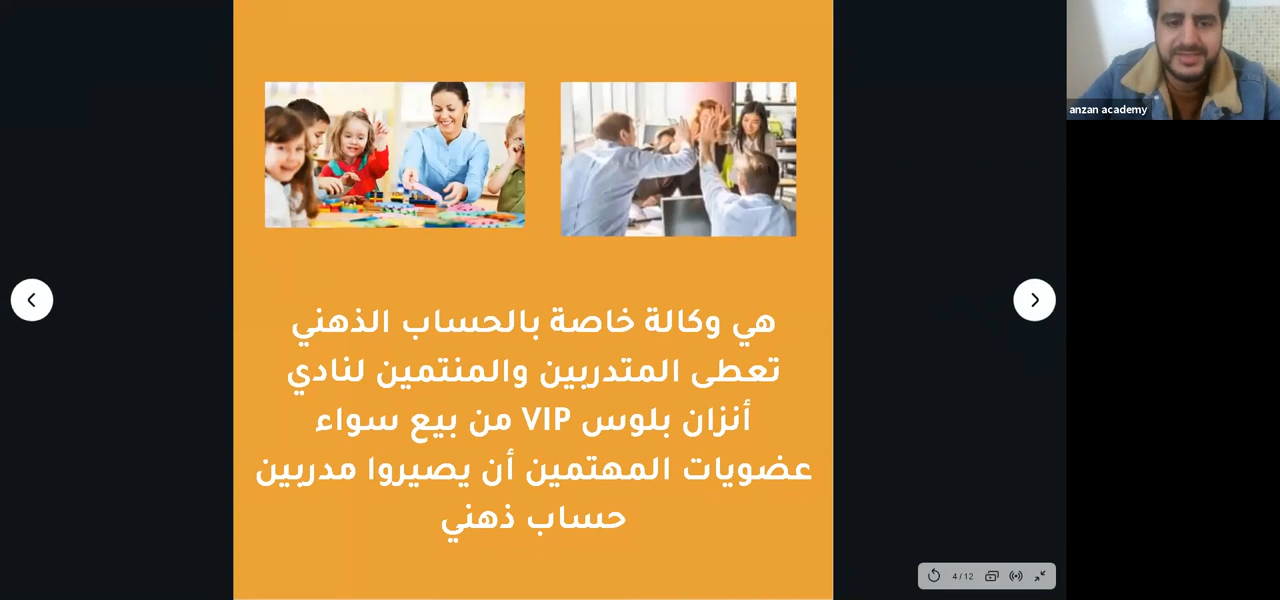 anzan academy
هي وكالة خاصة بالحساب الذهني
تعطى المتدربين والمنتمين لنادي
أنزان بلوس VIP من بيع سواء
عضويات المهتمين أن يصيروا مدربين
حساب ذهني
4 / 12